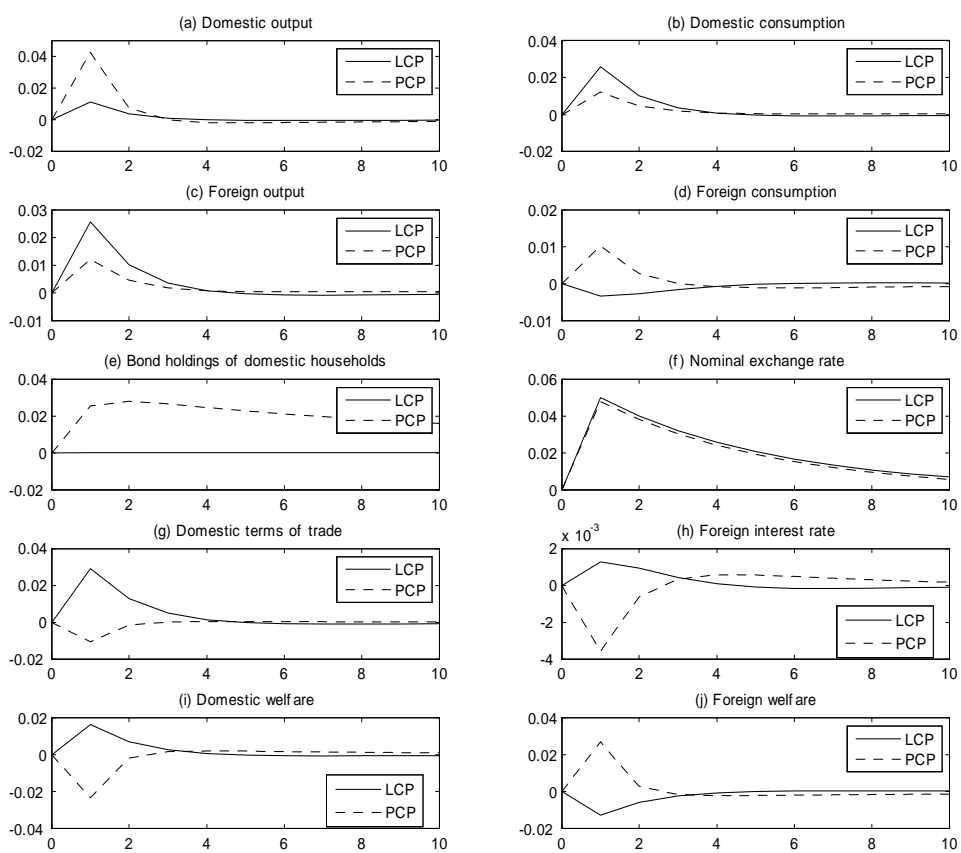 (a) Domestic output
0.04
0.02
0
-0.02
0 2 4 6 8 10
LCP
PCP
(b) Domestic consumption
0.04
0.02
0
-0.02
0 2 4 6 8 10
LCP
PCP
(c) Foreign output
0.03
0.02
0.01
0
-0.01
0 2 4 6 8 10
LCP
PCP
(d) Foreign consumption
0.02
0.01
0
-0.01
0 2 4 6 8 10
LCP
PCP
(e) Bond holdings of domestic households
0.04
0.02
0
-0.02
0 2 4 6 8 10
LCP
PCP
(f) Nominal exchange rate
0.06
0.04
0.02
0
0 2 4 6 8 10
LCP
PCP
(g) Domestic terms of trade
0.04
0.02
0
-0.02
0 2 4 6 8 10
LCP
PCP
(h) Foreign interest rate
x 10-3
2
0
-2
-4
0 2 4 6 8 10
LCP
PCP
(i) Domestic welfare
0.02
0
-0.02
-0.04
0 2 4 6 8 10
LCP
PCP
(j) Foreign welfare
0.04
0.02
0
-0.02
0 2 4 6 8 10
LCP
PCP